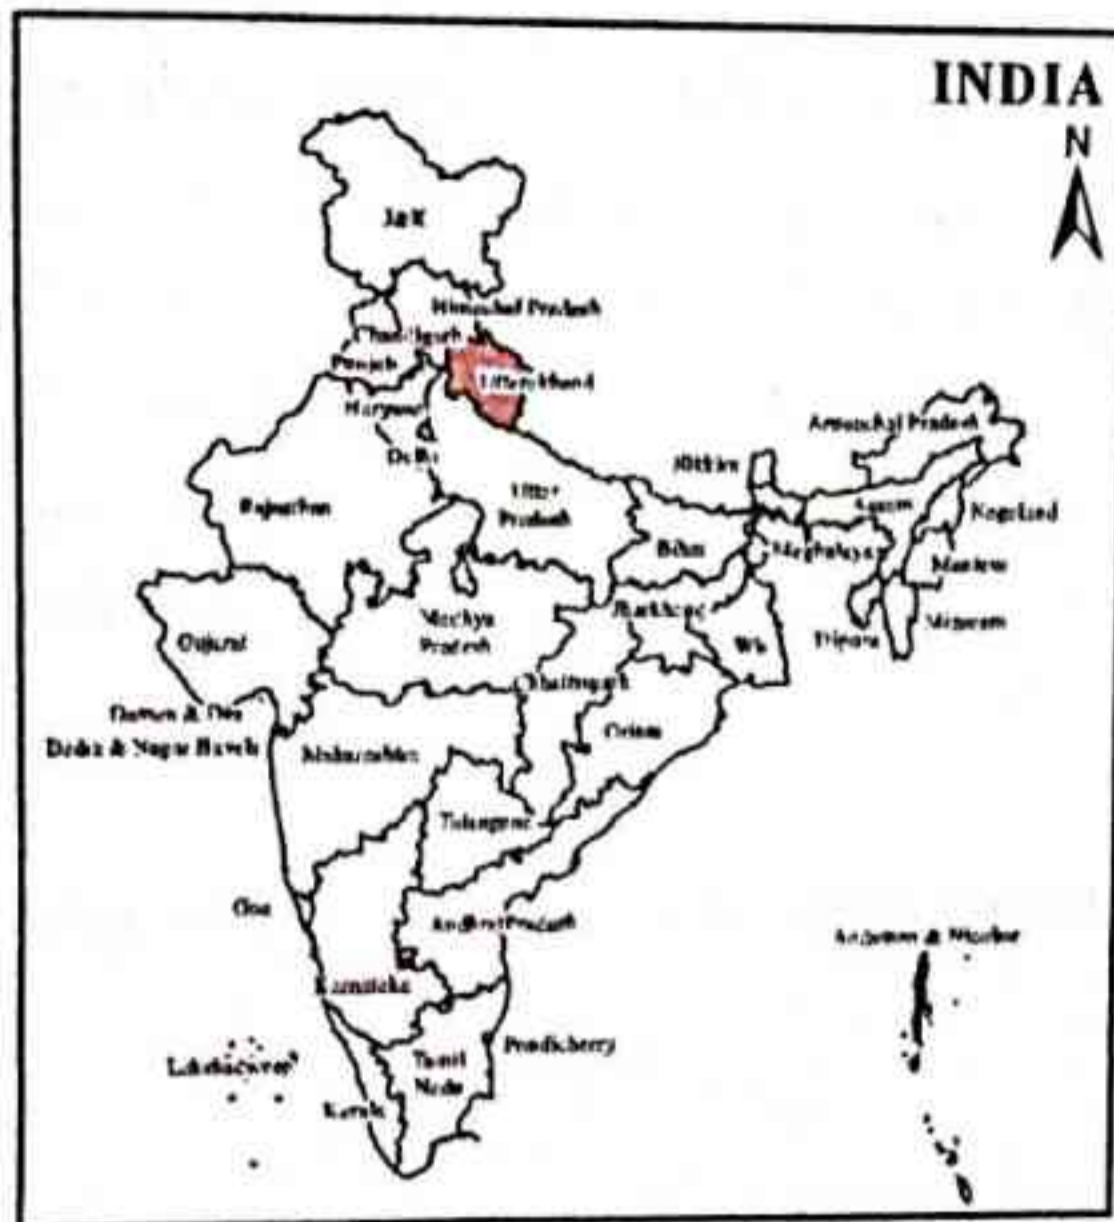 INDIA
N
J&K
Himachal Pradesh
Chandigarh
Punjab
Uttarakhand
Haryana
Delhi
Arunachal Pradesh
Sikkim
Rajasthan
Uttar
Pradesh
Assam
Nagaland
Bihar
Meghalaya
Manipur
Jharkhand
Madhya
Pradesh
Gujarat
Tripura
Mizoram
Wb
Chhattisgarh
Daman & Diu
Orissa
Dadar & Nagar Haveli
Maharashtra
Telangana
Goa
Andhra Pradesh
Andaman & Nicobar
Karnataka
Pondicherry
Lakshadweep
Tamil
Nadu
Kerala